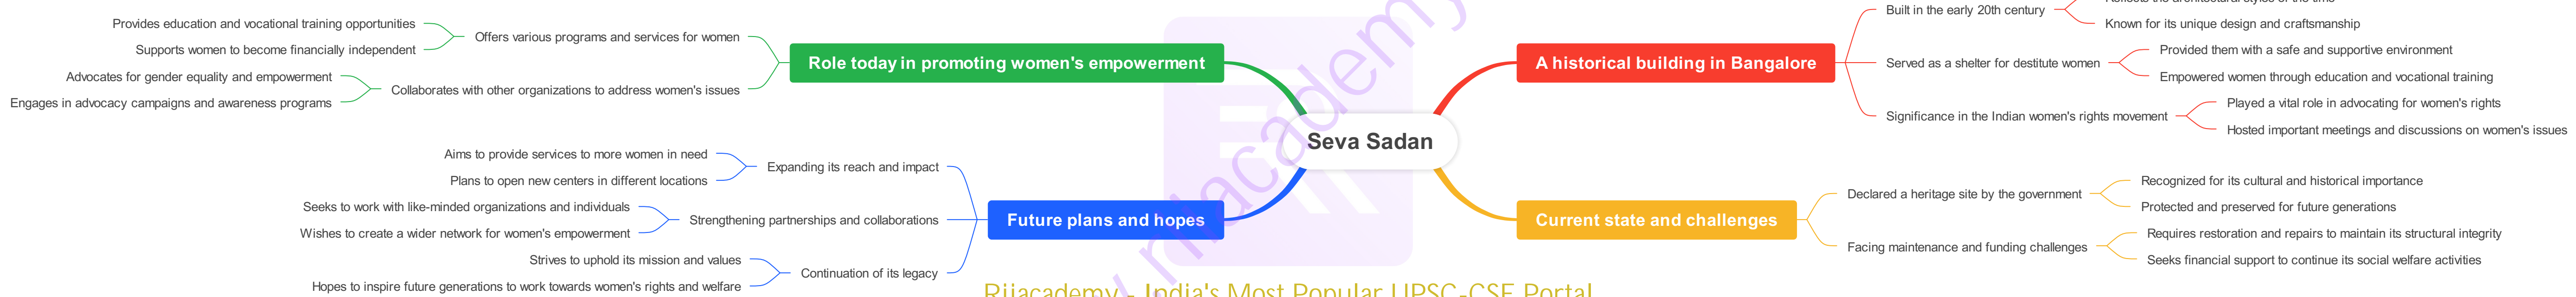 Seva Sadan
A historical building in Bangalore
Built in the early 20th century
Known for its unique design and craftsmanship
Served as a shelter for destitute women
Provided them with a safe and supportive environment
Empowered women through education and vocational training
Significance in the Indian women's rights movement
Played a vital role in advocating for women's rights
Hosted important meetings and discussions on women's issues
Current state and challenges
Declared a heritage site by the government
Recognized for its cultural and historical importance
Protected and preserved for future generations
Facing maintenance and funding challenges
Requires restoration and repairs to maintain its structural integrity
Seeks financial support to continue its social welfare activities
Role today in promoting women's empowerment
Offers various programs and services for women
Provides education and vocational training opportunities
Supports women to become financially independent
Collaborates with other organizations to address women's issues
Advocates for gender equality and empowerment
Engages in advocacy campaigns and awareness programs
Future plans and hopes
Expanding its reach and impact
Aims to provide services to more women in need
Plans to open new centers in different locations
Strengthening partnerships and collaborations
Seeks to work with like-minded organizations and individuals
Wishes to create a wider network for women's empowerment
Continuation of its legacy
Strives to uphold its mission and values
Hopes to inspire future generations to work towards women's rights and welfare
Rijacademy - India's Most Popular UPSC-CSE Portal